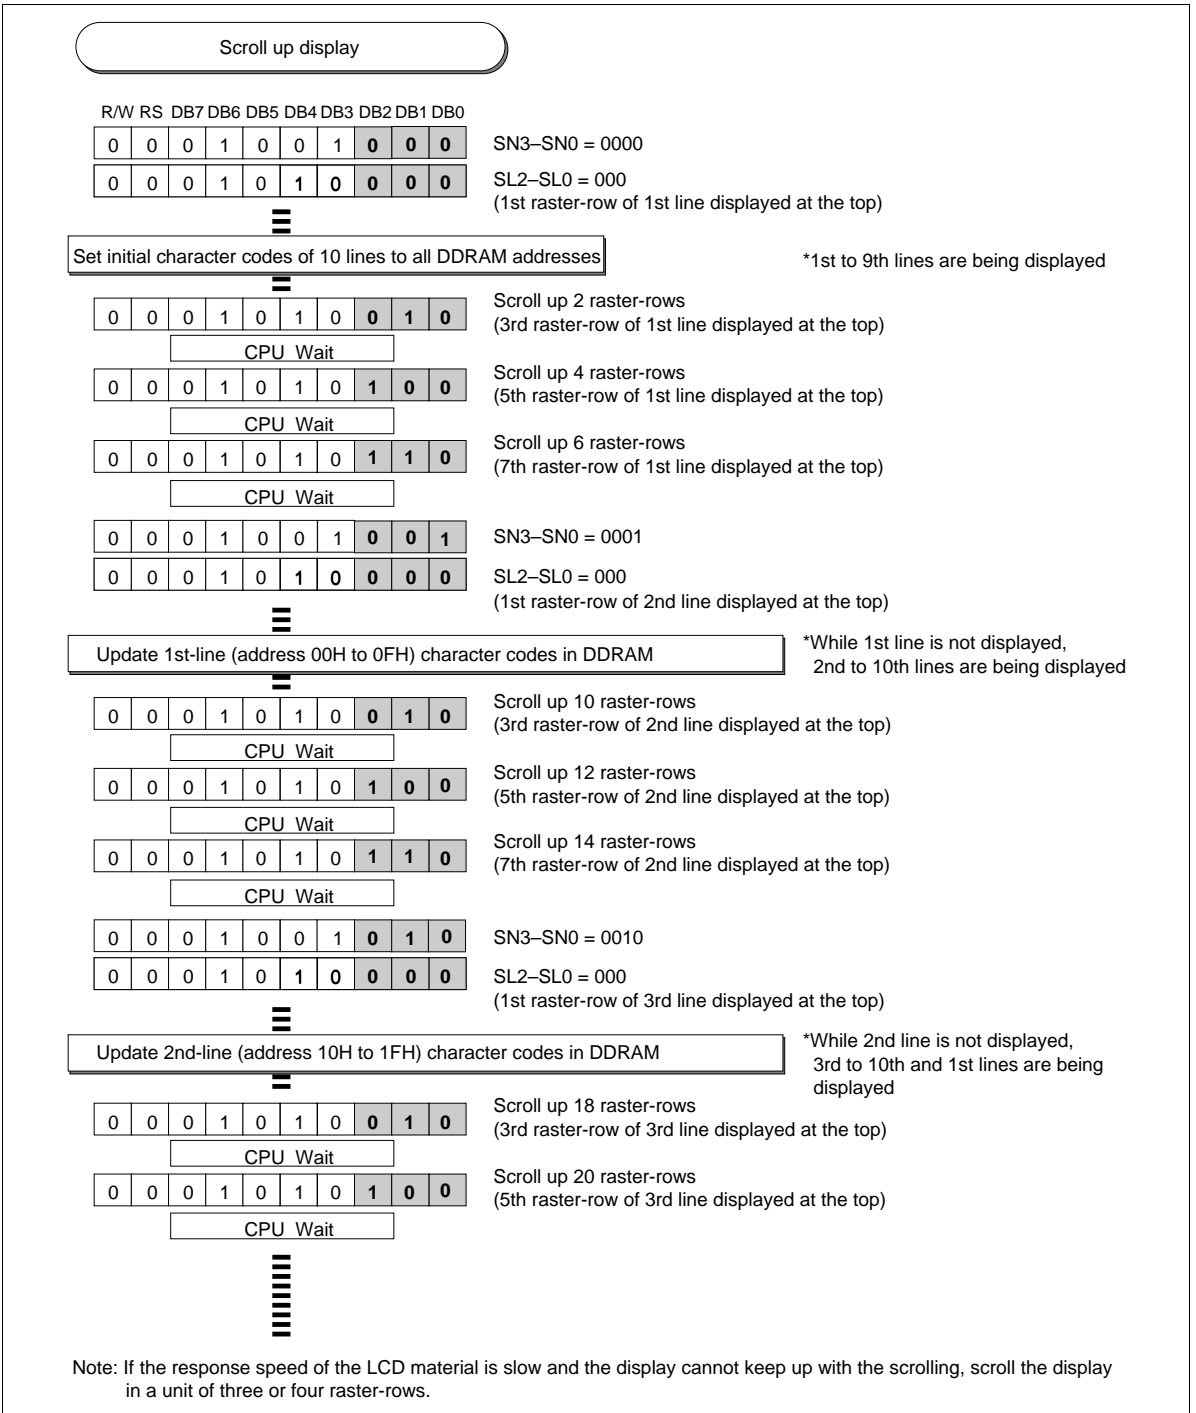 Scroll up display
R/W RS DB7 DB6 DB5 DB4 DB3 DB2 DB1 DB0
0 0 0 1 0 0 1 0 0 0 SN3–SN0 = 0000
0 0 0 1 0 1 0 0 0 0 SL2–SL0 = 000
(1st raster-row of 1st line displayed at the top)
Set initial character codes of 10 lines to all DDRAM addresses *1st to 9th lines are being displayed
Scroll up 2 raster-rows
0 0 0 1 0 1 0 0 1 0 (3rd raster-row of 1st line displayed at the top)
CPU Wait
Scroll up 4 raster-rows
0 0 0 1 0 1 0 1 0 0 (5th raster-row of 1st line displayed at the top)
CPU Wait
Scroll up 6 raster-rows
0 0 0 1 0 1 0 1 1 0 (7th raster-row of 1st line displayed at the top)
CPU Wait
0 0 0 1 0 0 1 0 0 1 SN3–SN0 = 0001
0 0 0 1 0 1 0 0 0 0 SL2–SL0 = 000
(1st raster-row of 2nd line displayed at the top)
Update 1st-line (address 00H to 0FH) character codes in DDRAM
*While 1st line is not displayed,
2nd to 10th lines are being displayed
Scroll up 10 raster-rows
0 0 0 1 0 1 0 0 1 0 (3rd raster-row of 2nd line displayed at the top)
CPU Wait
Scroll up 12 raster-rows
0 0 0 1 0 1 0 1 0 0 (5th raster-row of 2nd line displayed at the top)
CPU Wait
Scroll up 14 raster-rows
0 0 0 1 0 1 0 1 1 0 (7th raster-row of 2nd line displayed at the top)
CPU Wait
0 0 0 1 0 0 1 0 1 0 SN3–SN0 = 0010
0 0 0 1 0 1 0 0 0 0 SL2–SL0 = 000
(1st raster-row of 3rd line displayed at the top)
Update 2nd-line (address 10H to 1FH) character codes in DDRAM
*While 2nd line is not displayed,
3rd to 10th and 1st lines are being
displayed
Scroll up 18 raster-rows
0 0 0 1 0 1 0 0 1 0 (3rd raster-row of 3rd line displayed at the top)
CPU Wait
Scroll up 20 raster-rows
0 0 0 1 0 1 0 1 0 0 (5th raster-row of 3rd line displayed at the top)
CPU Wait
Note: If the response speed of the LCD material is slow and the display cannot keep up with the scrolling, scroll the display
in a unit of three or four raster-rows.